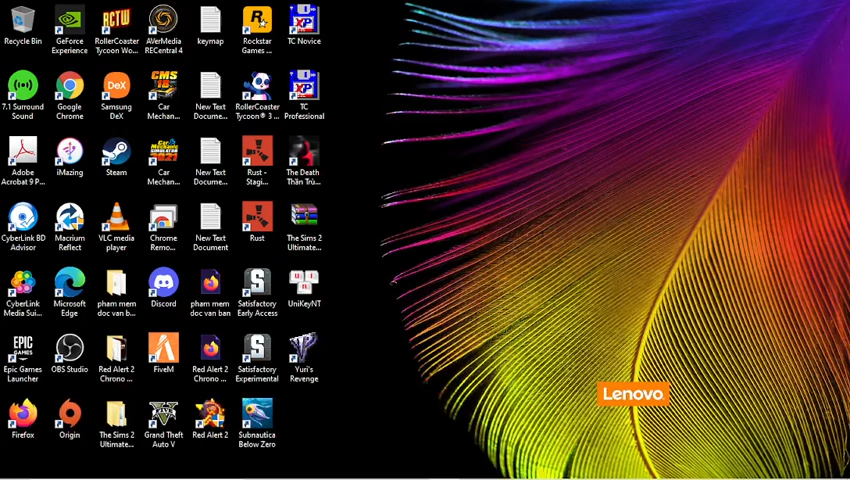 Recycle Bin
GeForce
Experience
RollerCoaster
Tycoon Wo...
AVerMedia
RECentral 4
keymap
Rockstar
Games ...
TC Novice
7.1 Surround
Sound
Google
Chrome
Samsung
DeX
Car
Mechan...
New Text
Docume...
RollerCoaster
Tycoon® 3 ...
TC
Professional
Adobe
Acrobat 9 P...
iMazing
Steam
Car
Mechan...
New Text
Docume...
Rust -
Stagi...
The Death
Thần Trù...
CyberLink BD
Advisor
Macrium
Reflect
VLC media
player
Chrome
Remo...
New Text
Document
Rust
The Sims 2
Ultimate...
CyberLink
Media Sui...
Microsoft
Edge
pham mem
doc van b...
Discord
pham mem
doc van ban
Satisfactory
Early Access
UniKeyNT
Epic Games
Launcher
OBS Studio
Red Alert 2
Chrono ...
FiveM
Red Alert 2
Chrono ...
Satisfactory
Experimental
Yuri's
Revenge
Firefox
Origin
The Sims 2
Ultimate...
Grand Theft
Auto V
Red Alert 2
Subnautica
Below Zero
Lenovo